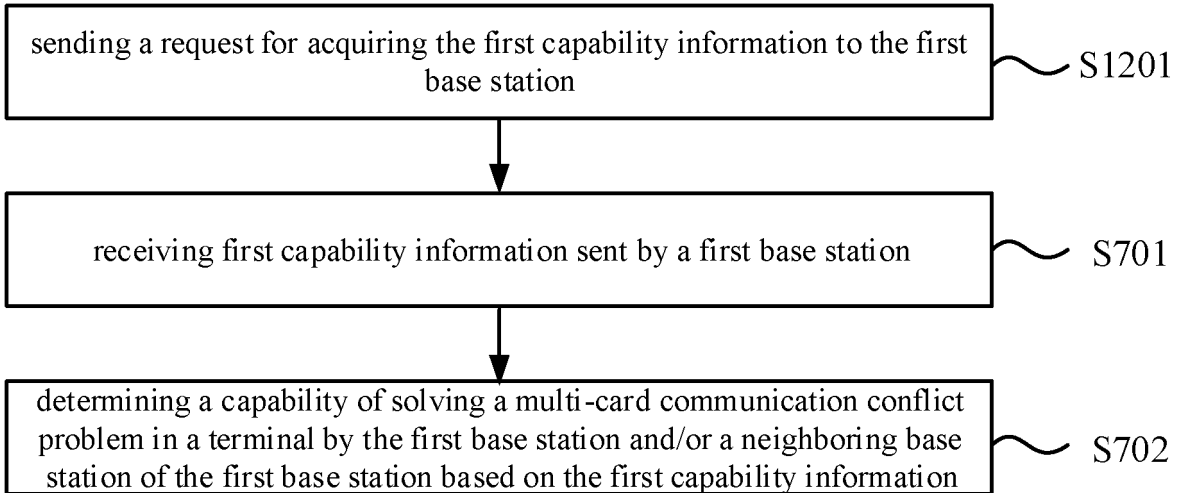 sending a request for acquiring the first capability information to the first
base station
S1201
receiving first capability information sent by a first base station
S701
determining a capability of solving a multi-card communication conflict
problem in a terminal by the first base station and/or a neighboring base
station of the first base station based on the first capability information
S702